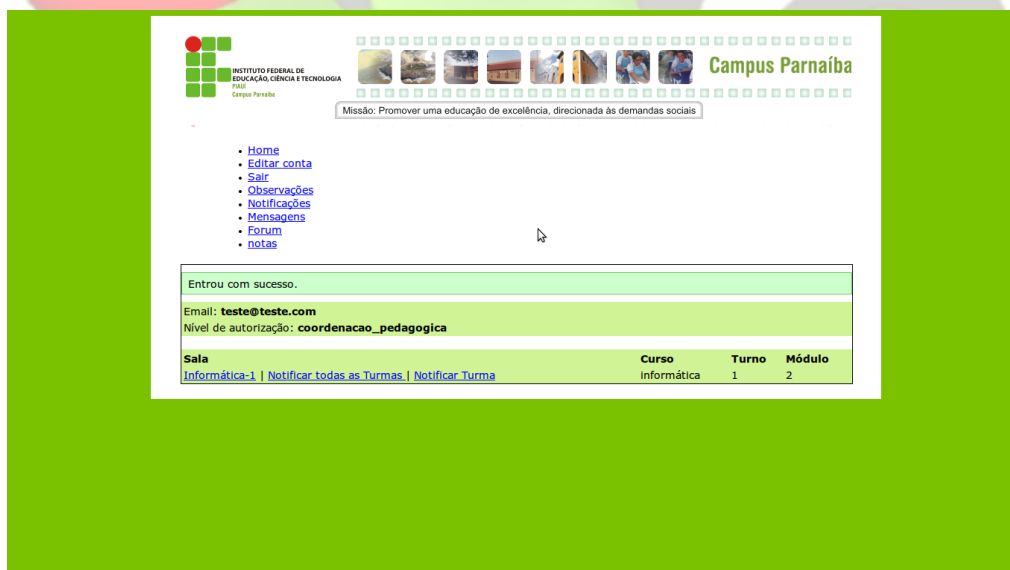 INSTITUTO FEDERAL DE
EDUCAÇÃO, CIÊNCIA E TECNOLOGIA
PIAUÍ
Campus Parnaíba
Campus Parnaíba
Missão: Promover uma educação de excelência, direcionada às demandas sociais
Home
Editar conta
Sair
Observações
Notificações
Mensagens
Forum
notas
Entrou com sucesso.
Email: teste@teste.com
Nível de autorização: coordenacao_pedagogica
Sala Curso Turno Módulo
Informática-1 | Notificar todas as Turmas | Notificar Turma informática 1 2